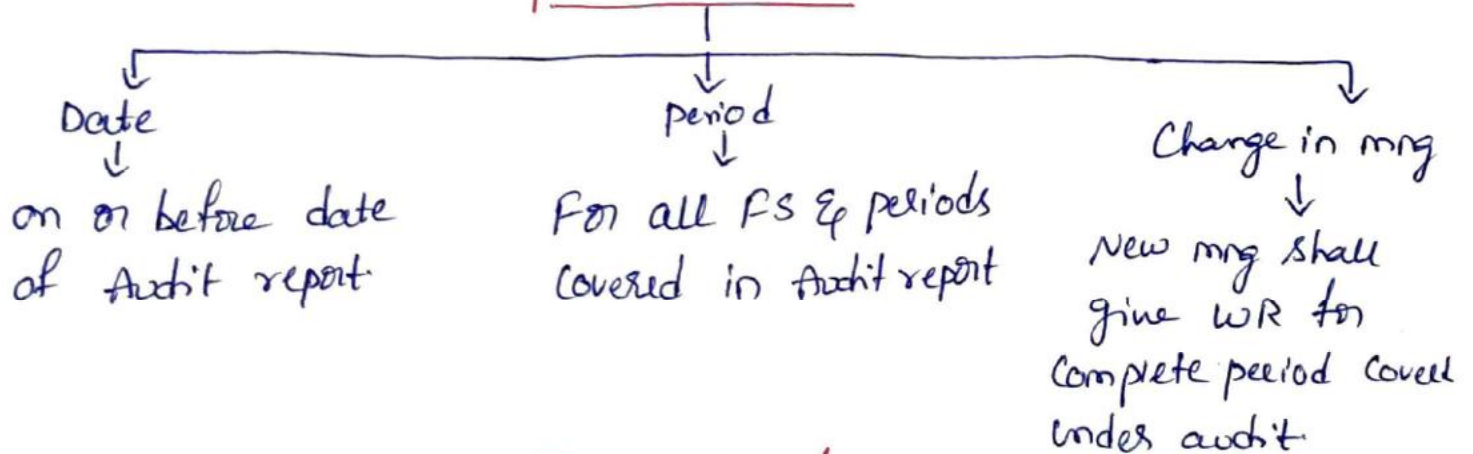 Date
on or before date
of Audit report.
period
For all FS & periods
covered in Audit report
Change in mng
New mng shall
give WR for
Complete period covered
under audit.